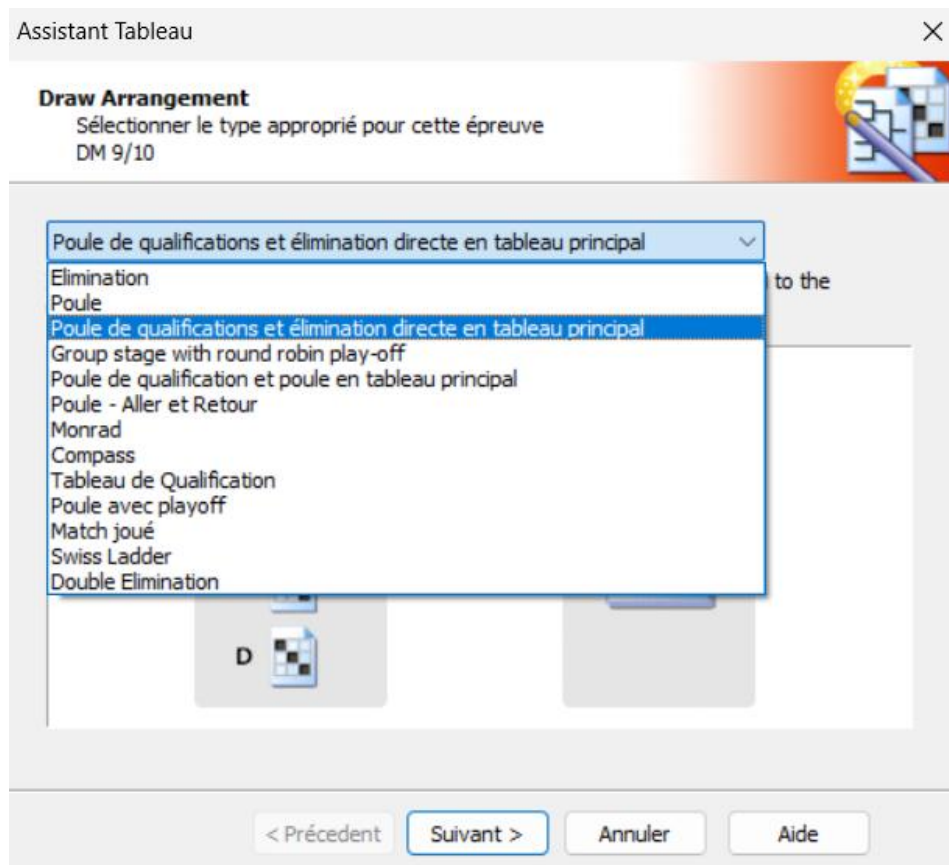 Assistant Tableau
Draw Arrangement
Sélectionner le type approprié pour cette épreuve
DM 9/10
Poule de qualifications et élimination directe en tableau principal
Elimination
to the
Poule
Poule de qualifications et élimination directe en tableau principal
Group stage with round robin play-off
Poule de qualification et poule en tableau principal
Poule - Aller et Retour
Monrad
Compass
Tableau de Qualification
Poule avec playoff
Match joué
Swiss Ladder
Double Elimination
D
< Précedent
Suivant >
Annuler
Aide